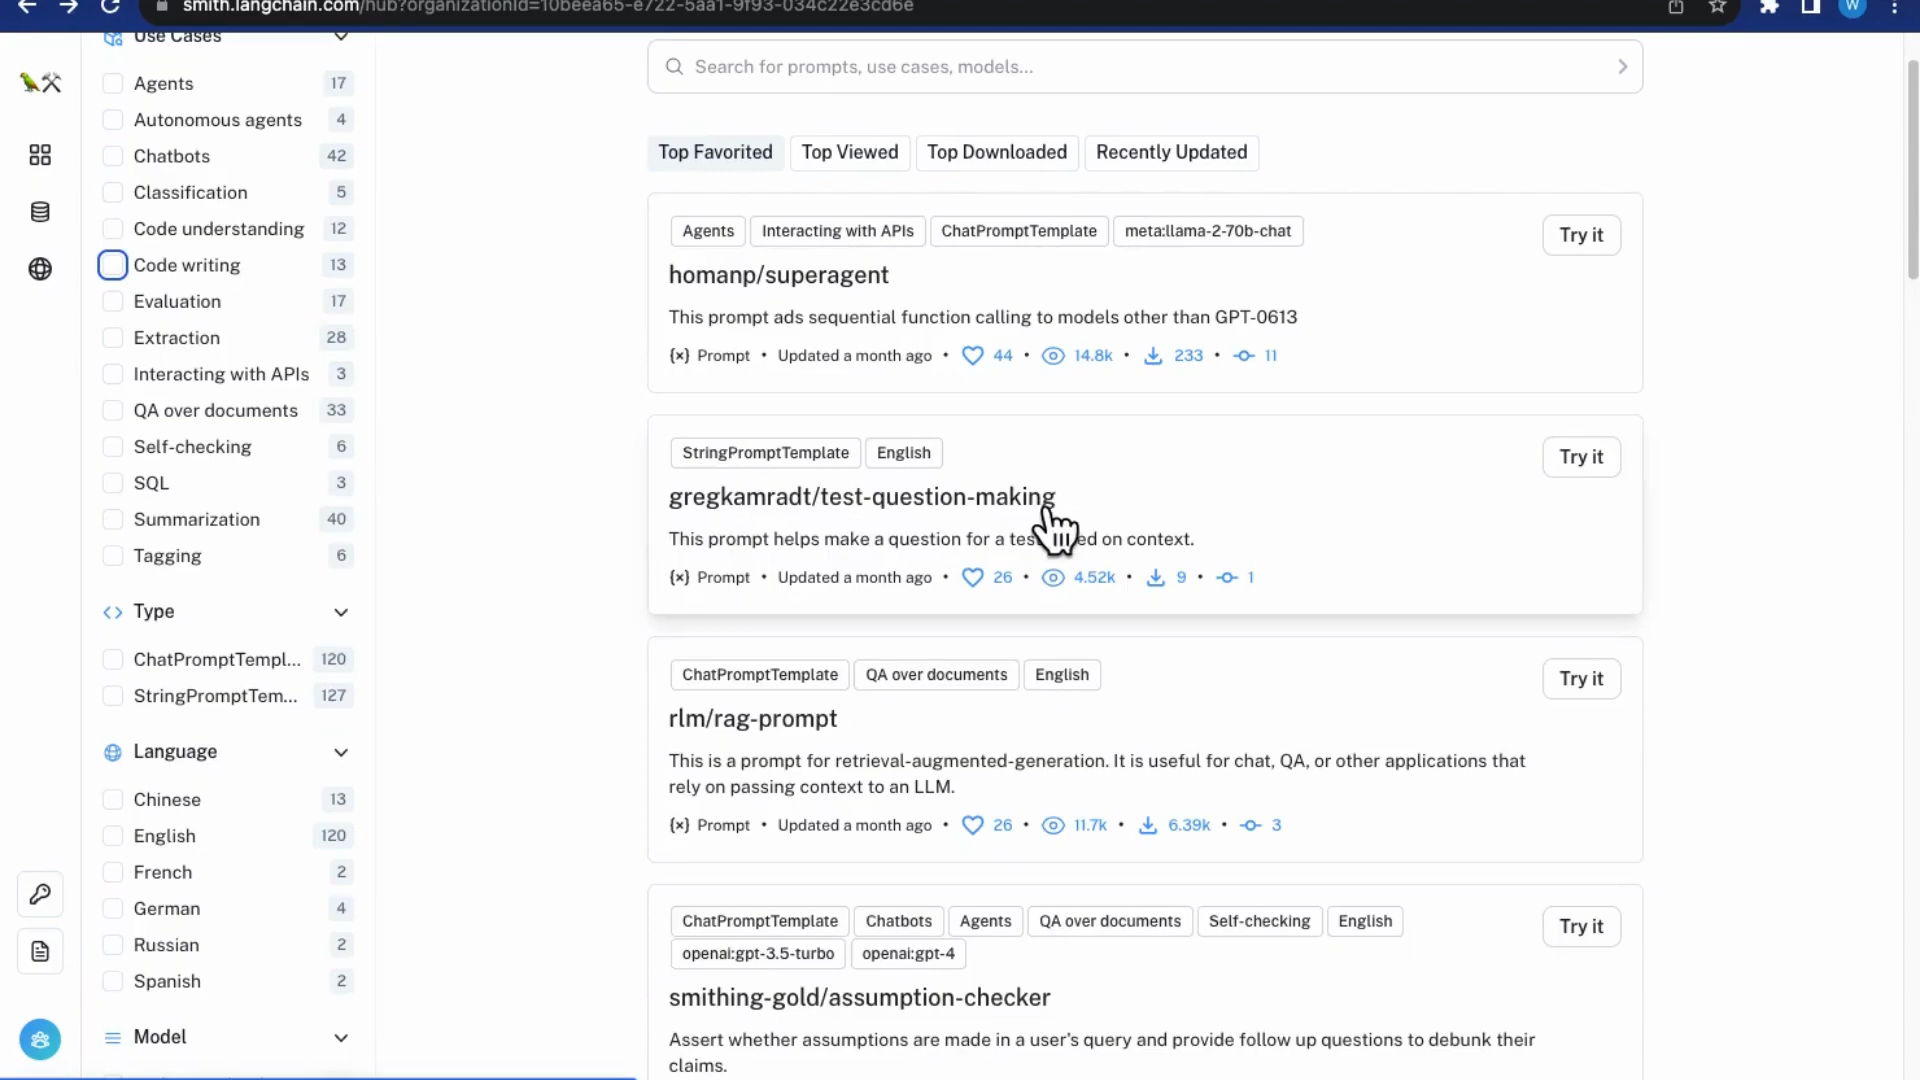 smith.langchain.com/hub?organizationId=10beea65-e722-5aa1-9f93-034c22e3cd6e
W
Use Cases
Agents 17
Autonomous agents 4
Chatbots 42
Classification 5
Code understanding 12
Code writing 13
Evaluation 17
Extraction 28
Interacting with APIs 3
QA over documents 33
Self-checking 6
SQL 3
Summarization 40
Tagging 6
Type
ChatPromptTempl... 120
StringPromptTem... 127
Language
Chinese 13
English 120
French 2
German 4
Russian 2
Spanish 2
Model
Search for prompts, use cases, models...
Top Favorited Top Viewed Top Downloaded Recently Updated
Agents Interacting with APIs ChatPromptTemplate meta:llama-2-70b-chat
Try it
homanp/superagent
This prompt ads sequential function calling to models other than GPT-0613
{×} Prompt • Updated a month ago • 44 • 14.8k • 233 • 11
StringPromptTemplate English
Try it
gregkamradt/test-question-making
This prompt helps make a question for a on context.
{×} Prompt • Updated a month ago • 26 • 4.52k • 9 • 1
ChatPromptTemplate QA over documents English
Try it
rlm/rag-prompt
This is a prompt for retrieval-augmented-generation. It is useful for chat, QA, or other applications that
rely on passing context to an LLM.
{×} Prompt • Updated a month ago • 26 • 11.7k • 6.39k • 3
ChatPromptTemplate Chatbots Agents QA over documents Self-checking English
openai:gpt-3.5-turbo openai:gpt-4
Try it
smithing-gold/assumption-checker
Assert whether assumptions are made in a user's query and provide follow up questions to debunk their
claims.